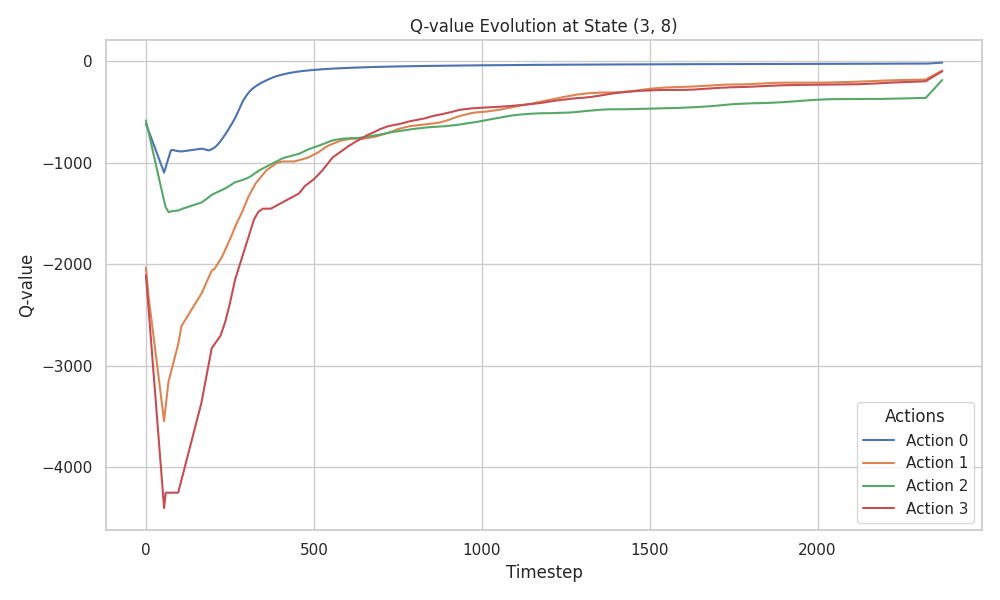 Q-value Evolution at State (3, 8)
0
−1000
−2000
−3000
−4000
Q-value
0
500
1000
1500
2000
Timestep
Actions
Action 0
Action 1
Action 2
Action 3